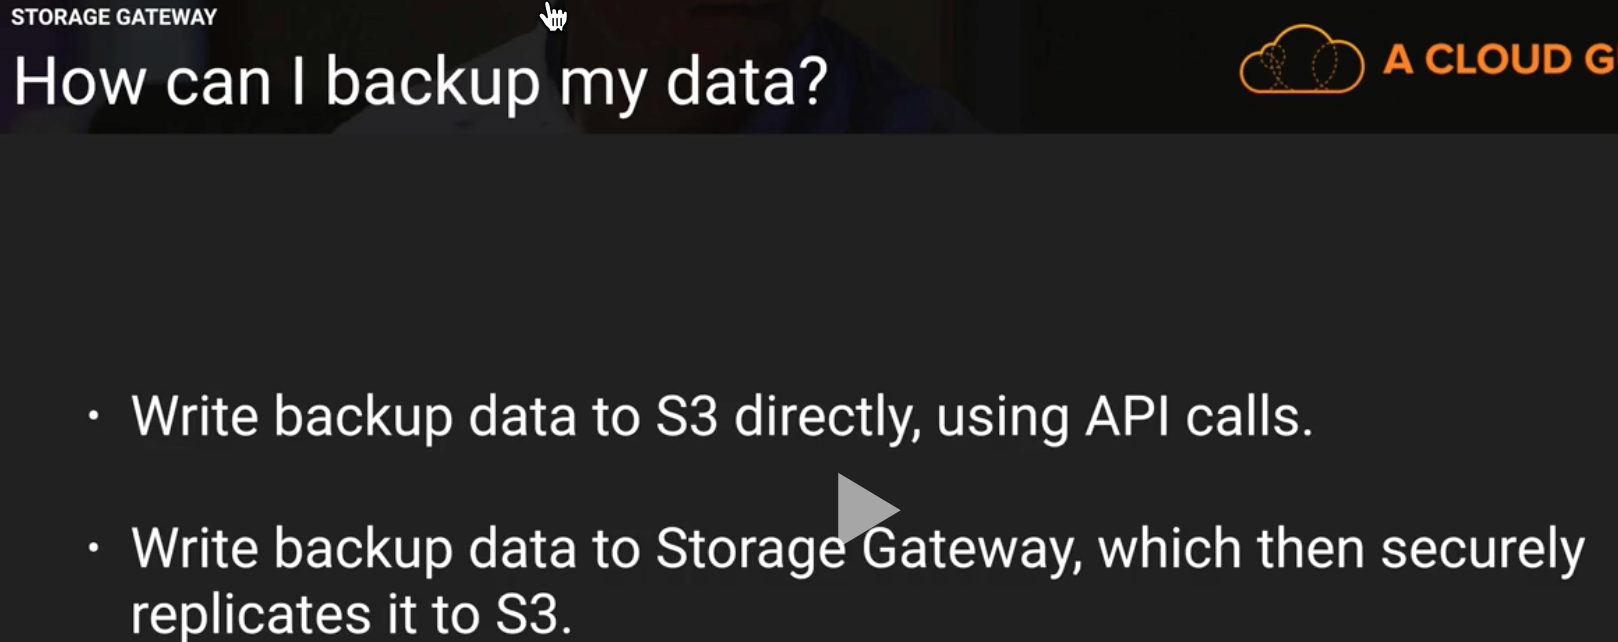 STORAGE GATEWAY
How can I backup my data?
A CLOUD G
• Write backup data to S3 directly, using API calls.
• Write backup data to Storage Gateway, which then securely
replicates it to S3.